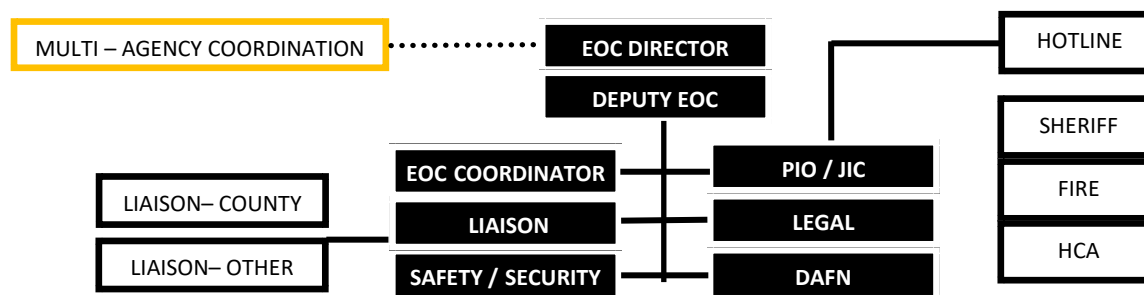 MULTI – AGENCY COORDINATION
EOC DIRECTOR
HOTLINE
DEPUTY EOC
SHERIFF
EOC COORDINATOR
PIO / JIC
LIAISON– COUNTY
FIRE
LIAISON
LEGAL
LIAISON– OTHER
HCA
SAFETY / SECURITY
DAFN